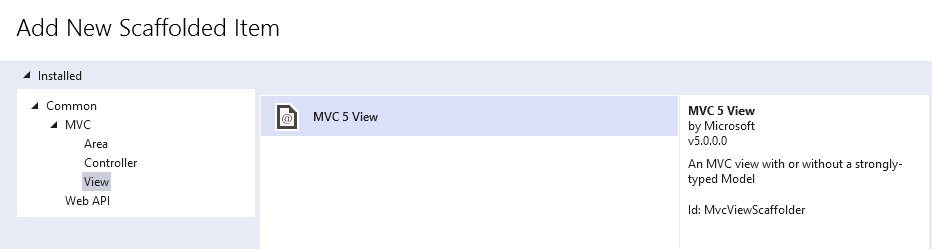 Add New Scaffolded Item
Installed
Common
MVC
Area
Controller
View
Web API
MVC 5 View
MVC 5 View
by Microsoft
v5.0.0.0
An MVC view with or without a strongly-
typed Model
Id: MvcViewScaffolder